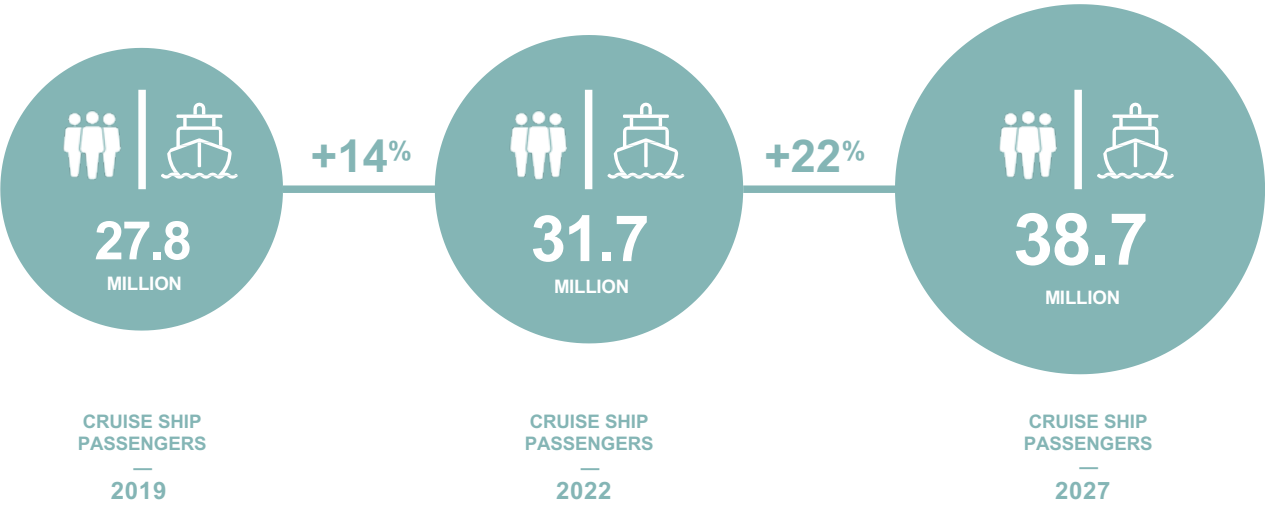 27.8
MILLION
+14%
31.7
MILLION
+22%
38.7
MILLION
CRUISE SHIP
PASSENGERS
—
2019
CRUISE SHIP
PASSENGERS
—
2022
CRUISE SHIP
PASSENGERS
—
2027